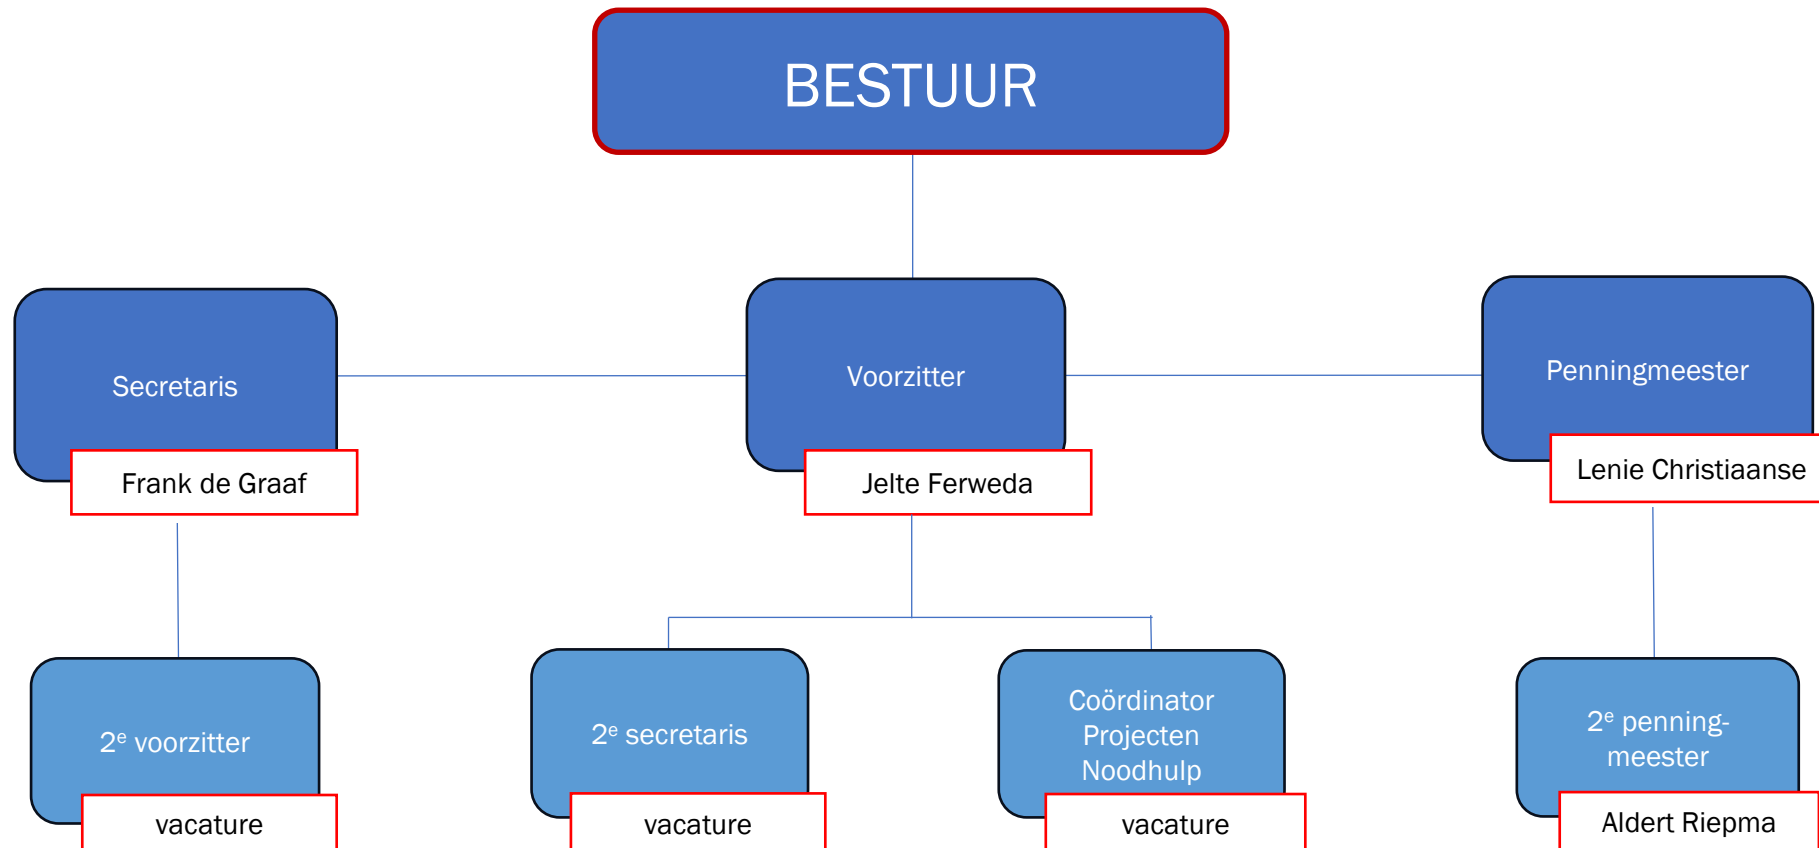 BESTUUR
Secretaris
Voorzitter
Penningmeester
Frank de Graaf
Jelte Ferweda
Lenie Christiaanse
2e voorzitter
2e secretaris
Coördinator
Projecten
Noodhulp
2e penning-
meester
vacature
vacature
vacature
Aldert Riepma